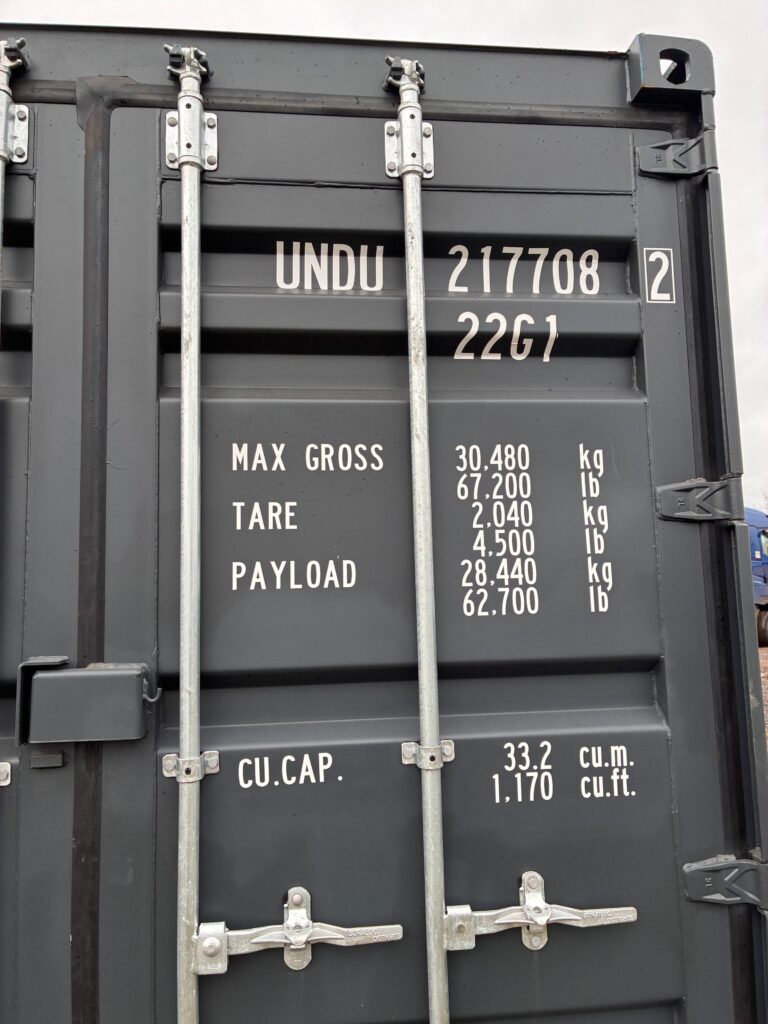 UNDU 217708 2
22G1
MAX GROSS 30,480 kg
67,200 lb
TARE 2,040 kg
4,500 lb
PAYLOAD 28,440 kg
62,700 lb
CU.CAP. 33.2 cu.m.
1,170 cu.ft.